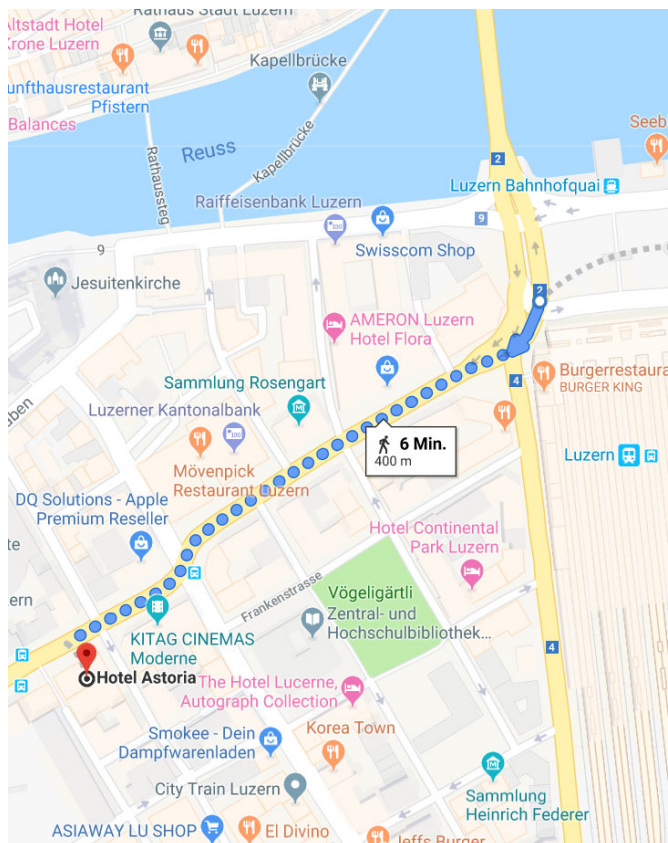 Rathaus Stadt Luzern
Altstadt Hotel
Krone Luzern
Kapellbrücke
unfthausrestaurant
Pfistern
Balances
Seeb
Reuss
Rathaussteg
Kapellbrücke
2
Luzern Bahnhofquai
Raiffeisenbank Luzern
9
9
Swisscom Shop
Jesuitenkirche
2
AMERON Luzern
Hotel Flora
4
Burgerrestaura
BURGER KING
Sammlung Rosengart
Luzerner Kantonalbank
6 Min.
400 m
Luzern
Mövenpick
Restaurant Luzern
DQ Solutions - Apple
Premium Reseller
Hotel Continental
Park Luzern
Frankenstrasse
Vögeligärtli
Zentral- und
Hochschulbibliothek...
ern
KITAG CINEMAS
Moderne
4
Hotel Astoria
The Hotel Lucerne,
Autograph Collection
Smokee - Dein
Dampfwarenladen
Korea Town
City Train Luzern
Sammlung
Heinrich Federer
ASIAWAY LU SHOP
El Divino
Jeffs Burger